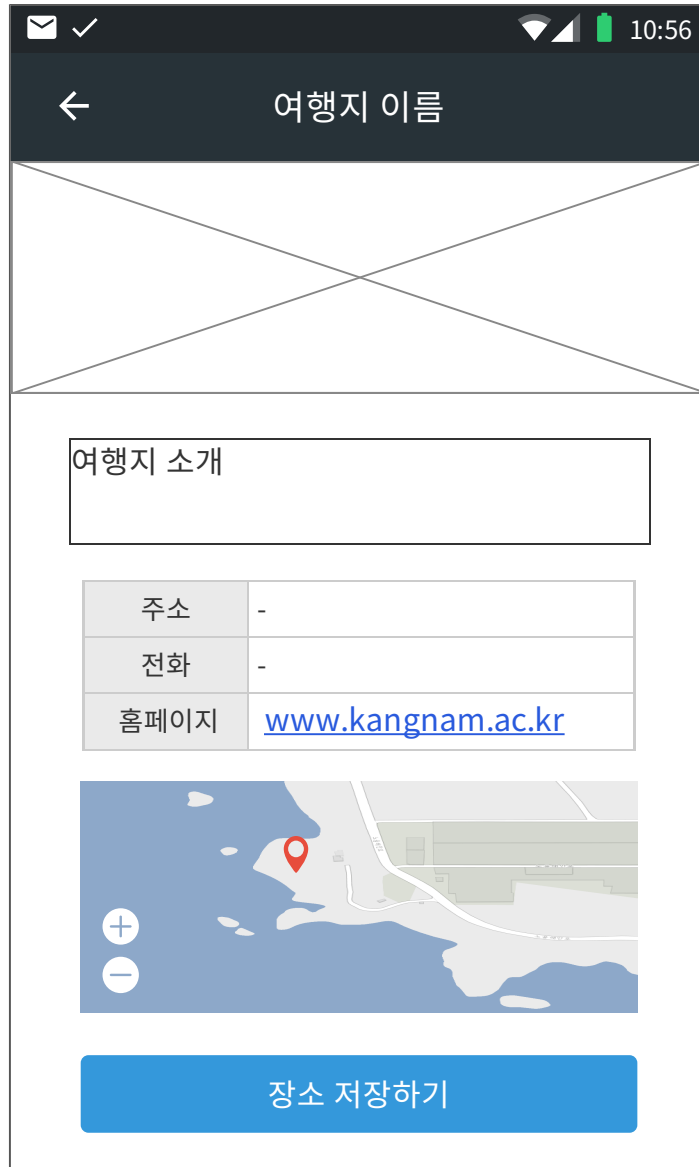 10:56
여행지 이름
여행지 소개
주소 -
전화 -
홈페이지 www.kangnam.ac.kr
장소 저장하기